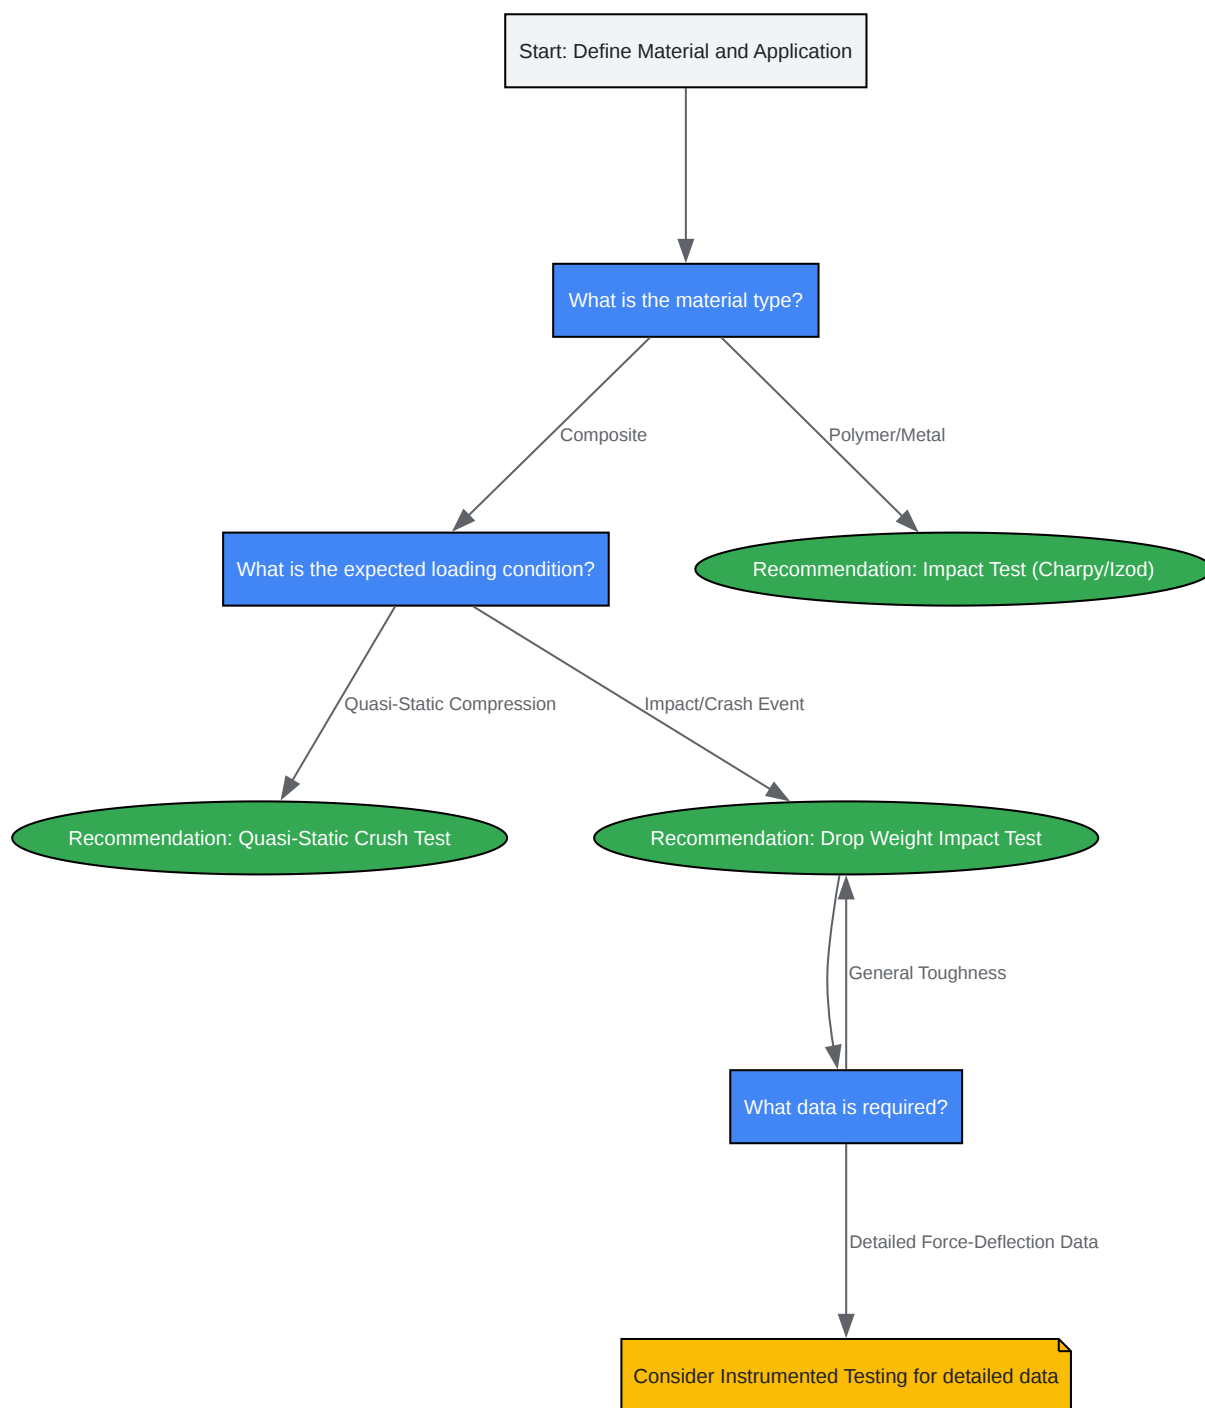 Start: Define Material and Application
What is the material type?
Composite
Polymer/Metal
What is the expected loading condition?
Recommendation: Impact Test (Charpy/Izod)
Quasi-Static Compression
Impact/Crash Event
Recommendation: Quasi-Static Crush Test
Recommendation: Drop Weight Impact Test
General Toughness
What data is required?
Detailed Force-Deflection Data
Consider Instrumented Testing for detailed data